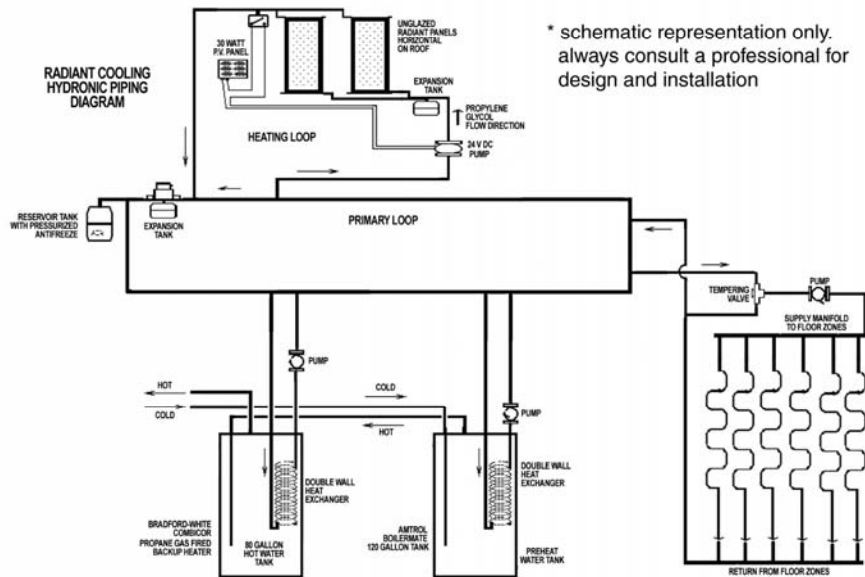 30 WATT
P.V. PANEL
UNGLAZED
RADIANT PANELS
HORIZONTAL
ON ROOF
* schematic representation only.
always consult a professional for
design and installation
RADIANT COOLING
HYDRONIC PIPING
DIAGRAM
EXPANSION
TANK
PROPYLENE
GLYCOL
FLOW DIRECTION
HEATING LOOP
24 V DC
PUMP
RESERVOIR TANK
WITH PRESSURIZED
ANTIFREEZE
EXPANSION
TANK
PRIMARY LOOP
TEMPERING
VALVE
PUMP
SUPPLY MANIFOLD
TO FLOOR ZONES
PUMP
HOT
COLD
COLD
HOT
PUMP
DOUBLE WALL
HEAT
EXCHANGER
DOUBLE WALL
HEAT
EXCHANGER
BRADFORD-WHITE
COMBICOR
PROPANE GAS FIRED
BACKUP HEATER
80 GALLON
HOT WATER
TANK
AMTROL
BOILERMATE
120 GALLON TANK
PREHEAT
WATER TANK
RETURN FROM FLOOR ZONES